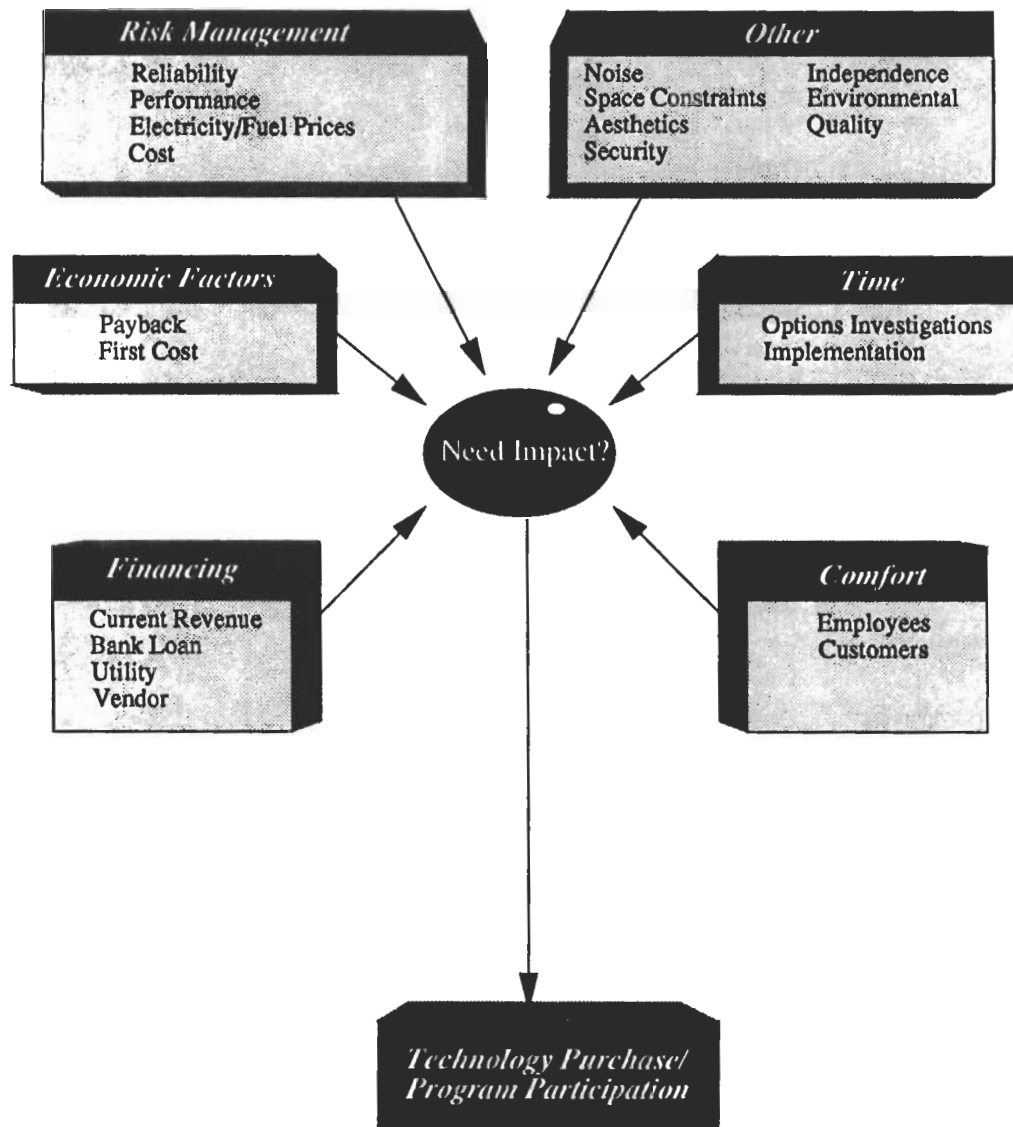 Risk Management
Reliability
Performance
Electricity/Fuel Prices
Cost
Other
Noise
Space Constraints
Aesthetics
Security
Independence
Environmental
Quality
Economic Factors
Payback
First Cost
Time
Options Investigations
Implementation
Need Impact?
Financing
Current Revenue
Bank Loan
Utility
Vendor
Comfort
Employees
Customers
Technology Purchase/
Program Participation